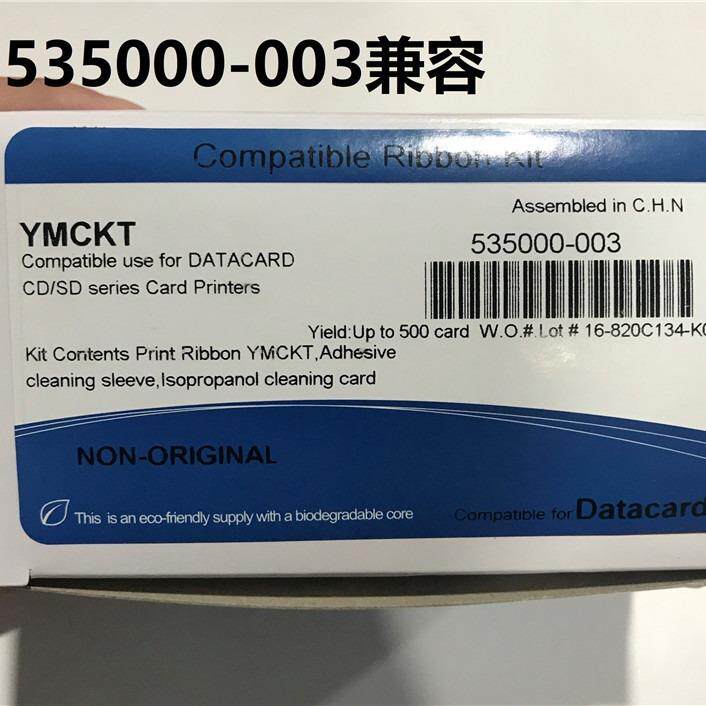 535000-003兼容
Compatible Ribbon Kit
Assembled in C.H.N
YMCKT
535000-003
Compatible use for DATACARD
CD/SD series Card Printers
Yield:Up to 500 card W.O.#.Lot # 16-820C134-K0
Kit Contents Print Ribbon YMCKT,Adhesive
cleaning sleeve,Isopropanol cleaning card
NON-ORIGINAL
This is an eco-friendly supply with a biodegradable core
Compatible for Datacard